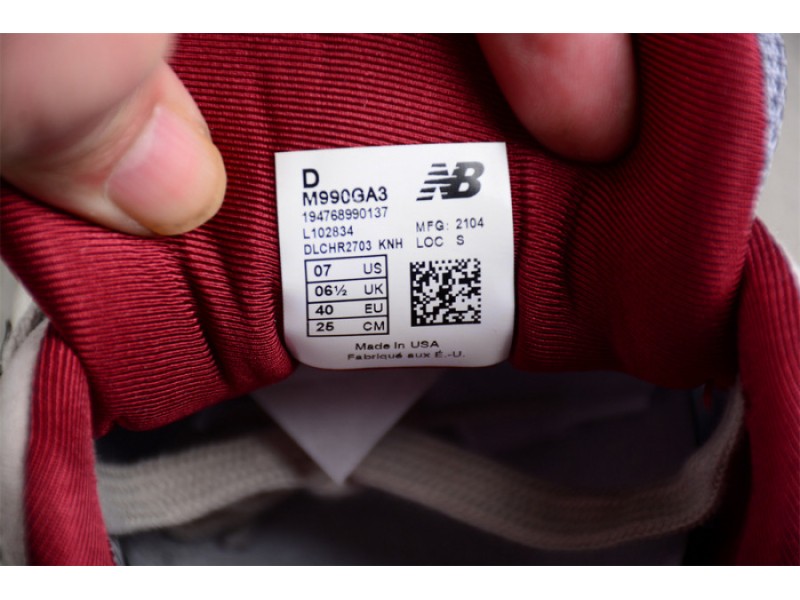 D
M990GA3
NB
194768990137
L102834
DLCHR2703 KNH
MFG: 2104
LOC S
07 US
06½ UK
40 EU
25 CM
Made in USA
Fabriqué aux É.-U.